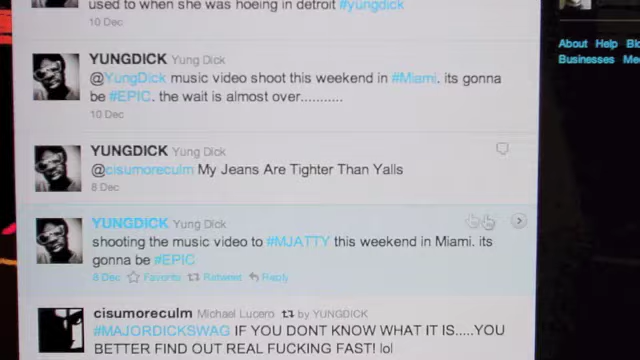 used to when she was hoeing in detroit #yungdick
10 Dec
About Help Blo
Businesses Me
YUNGDICK Yung Dick
@YungDick music video shoot this weekend in #Miami. its gonna
be #EPIC. the wait is almost over...........
10 Dec
YUNGDICK Yung Dick
@cisumoreculm My Jeans Are Tighter Than Yalls
8 Dec
YUNGDICK Yung Dick
shooting the music video to #MJATTY this weekend in Miami. its
gonna be #EPIC
8 Dec Favorite Retweet Reply
cisumoreculm Michael Lucero by YUNGDICK
#MAJORDICKSWAG IF YOU DONT KNOW WHAT IT IS.....YOU
BETTER FIND OUT REAL FUCKING FAST! lol